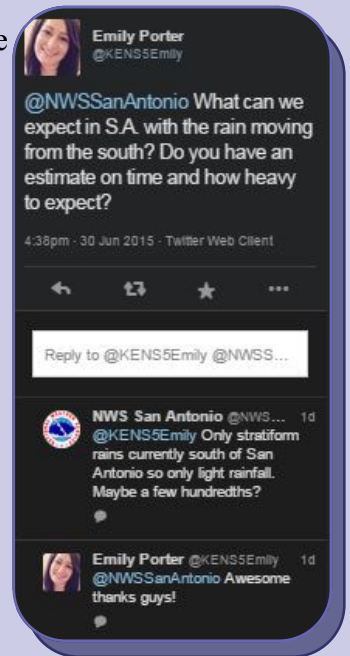 e
Emily Porter
@KENS5Emily
@NWSSanAntonio What can we
expect in S.A. with the rain moving
from the south? Do you have an
estimate on time and how heavy
to expect?
4:38pm · 30 Jun 2015 · Twitter Web Client
Reply to @KENS5Emily @NWSS...
NWS San Antonio @NWS... 1d
@KENS5Emily Only stratiform
rains currently south of San
Antonio so only light rainfall.
Maybe a few hundredths?
Emily Porter @KENS5Emily 1d
@NWSSanAntonio Awesome
thanks guys!